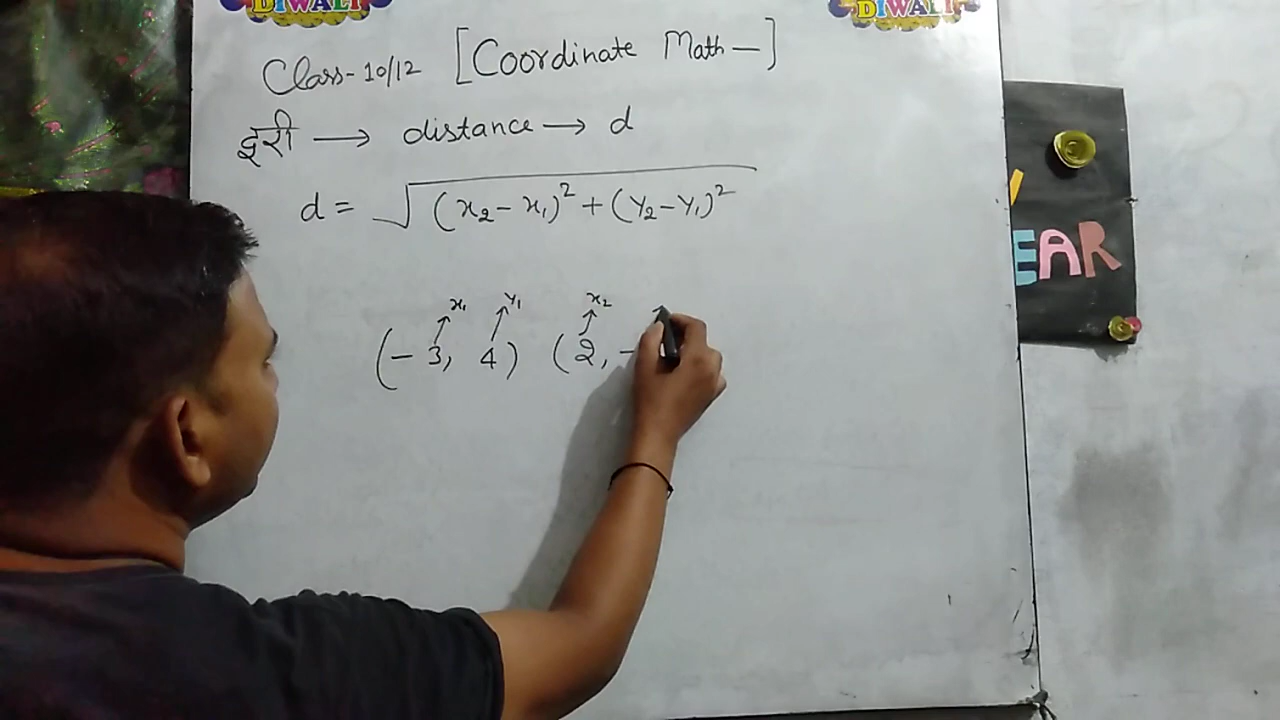 DIWALI DIWALI
Class-10/12 [Coordinate Math—]
दूरी → distance → d
d = √(x₂ - x₁)² + (y₂ - y₁)²
x₁ y₁ x₂
(- 3, 4) (2, -
EAR